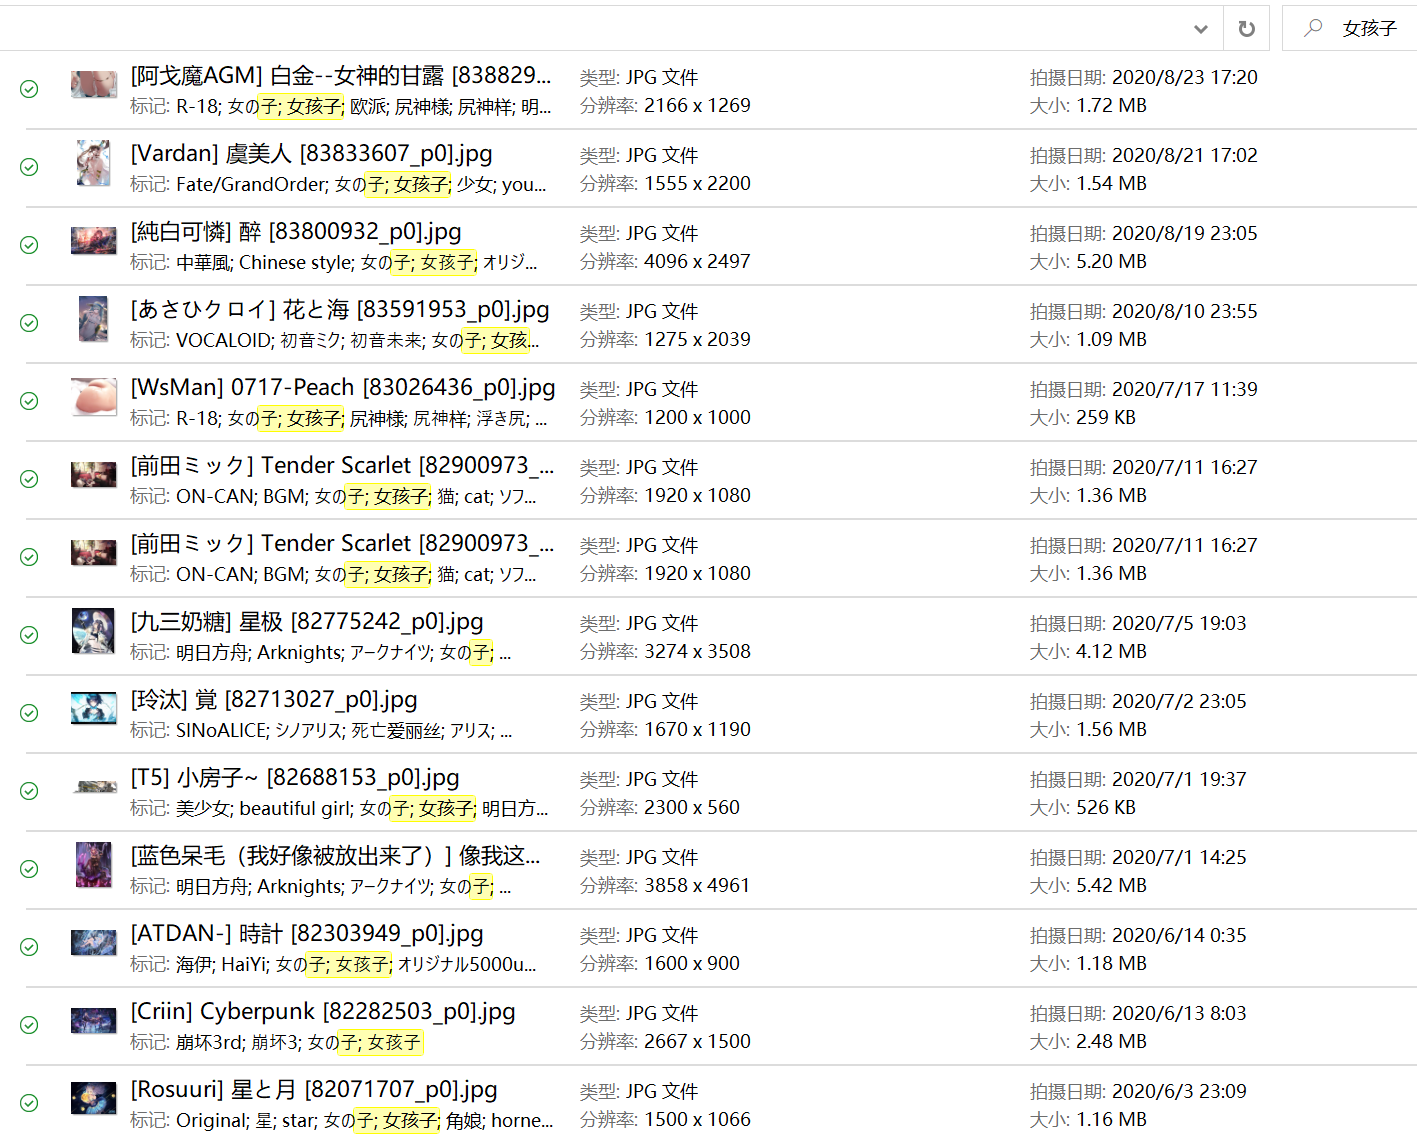 女孩子
[阿戈魔AGM] 白金--女神的甘露 [838829...
类型: JPG 文件
拍摄日期: 2020/8/23 17:20
标记: R-18; 女の子; 女孩子; 欧派; 尻神様; 尻神样; 明...
分辨率: 2166 x 1269
大小: 1.72 MB
[Vardan] 虞美人 [83833607_p0].jpg
类型: JPG 文件
拍摄日期: 2020/8/21 17:02
标记: Fate/GrandOrder; 女の子; 女孩子; 少女; you...
分辨率: 1555 x 2200
大小: 1.54 MB
[純白可憐] 醉 [83800932_p0].jpg
类型: JPG 文件
拍摄日期: 2020/8/19 23:05
标记: 中華風; Chinese style; 女の子; 女孩子; オリジ...
分辨率: 4096 x 2497
大小: 5.20 MB
[あさひクロイ] 花と海 [83591953_p0].jpg
类型: JPG 文件
拍摄日期: 2020/8/10 23:55
标记: VOCALOID; 初音ミク; 初音未来; 女の子; 女孩...
分辨率: 1275 x 2039
大小: 1.09 MB
[WsMan] 0717-Peach [83026436_p0].jpg
类型: JPG 文件
拍摄日期: 2020/7/17 11:39
标记: R-18; 女の子; 女孩子; 尻神様; 尻神样; 浮き尻; ...
分辨率: 1200 x 1000
大小: 259 KB
[前田ミック] Tender Scarlet [82900973_...
类型: JPG 文件
拍摄日期: 2020/7/11 16:27
标记: ON-CAN; BGM; 女の子; 女孩子; 猫; cat; ソフ...
分辨率: 1920 x 1080
大小: 1.36 MB
[前田ミック] Tender Scarlet [82900973_...
类型: JPG 文件
拍摄日期: 2020/7/11 16:27
标记: ON-CAN; BGM; 女の子; 女孩子; 猫; cat; ソフ...
分辨率: 1920 x 1080
大小: 1.36 MB
[九三奶糖] 星极 [82775242_p0].jpg
类型: JPG 文件
拍摄日期: 2020/7/5 19:03
标记: 明日方舟; Arknights; アークナイツ; 女の子; ...
分辨率: 3274 x 3508
大小: 4.12 MB
[玲汰] 覚 [82713027_p0].jpg
类型: JPG 文件
拍摄日期: 2020/7/2 23:05
标记: SINoALICE; シノアリス; 死亡爱丽丝; アリス; ...
分辨率: 1670 x 1190
大小: 1.56 MB
[T5] 小房子~ [82688153_p0].jpg
类型: JPG 文件
拍摄日期: 2020/7/1 19:37
标记: 美少女; beautiful girl; 女の子; 女孩子; 明日方...
分辨率: 2300 x 560
大小: 526 KB
[蓝色呆毛（我好像被放出来了）] 像我这...
类型: JPG 文件
拍摄日期: 2020/7/1 14:25
标记: 明日方舟; Arknights; アークナイツ; 女の子; ...
分辨率: 3858 x 4961
大小: 5.42 MB
[ATDAN-] 時計 [82303949_p0].jpg
类型: JPG 文件
拍摄日期: 2020/6/14 0:35
标记: 海伊; HaiYi; 女の子; 女孩子; オリジナル5000u...
分辨率: 1600 x 900
大小: 1.18 MB
[Criin] Cyberpunk [82282503_p0].jpg
类型: JPG 文件
拍摄日期: 2020/6/13 8:03
标记: 崩坏3rd; 崩坏3; 女の子; 女孩子
分辨率: 2667 x 1500
大小: 2.48 MB
[Rosuuri] 星と月 [82071707_p0].jpg
类型: JPG 文件
拍摄日期: 2020/6/3 23:09
标记: Original; 星; star; 女の子; 女孩子; 角娘; horne...
分辨率: 1500 x 1066
大小: 1.16 MB